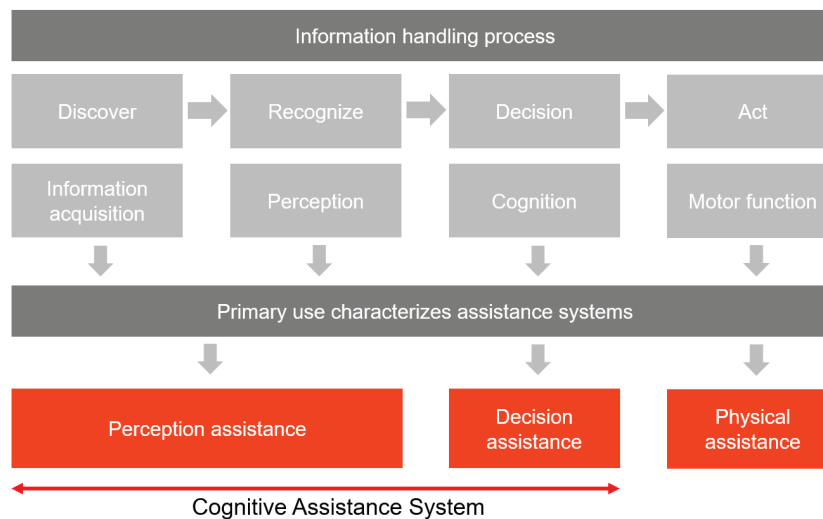 Information handling process
Discover
Recognize
Decision
Act
Information
acquisition
Perception
Cognition
Motor function
Primary use characterizes assistance systems
Perception assistance
Decision
assistance
Physical
assistance
Cognitive Assistance System